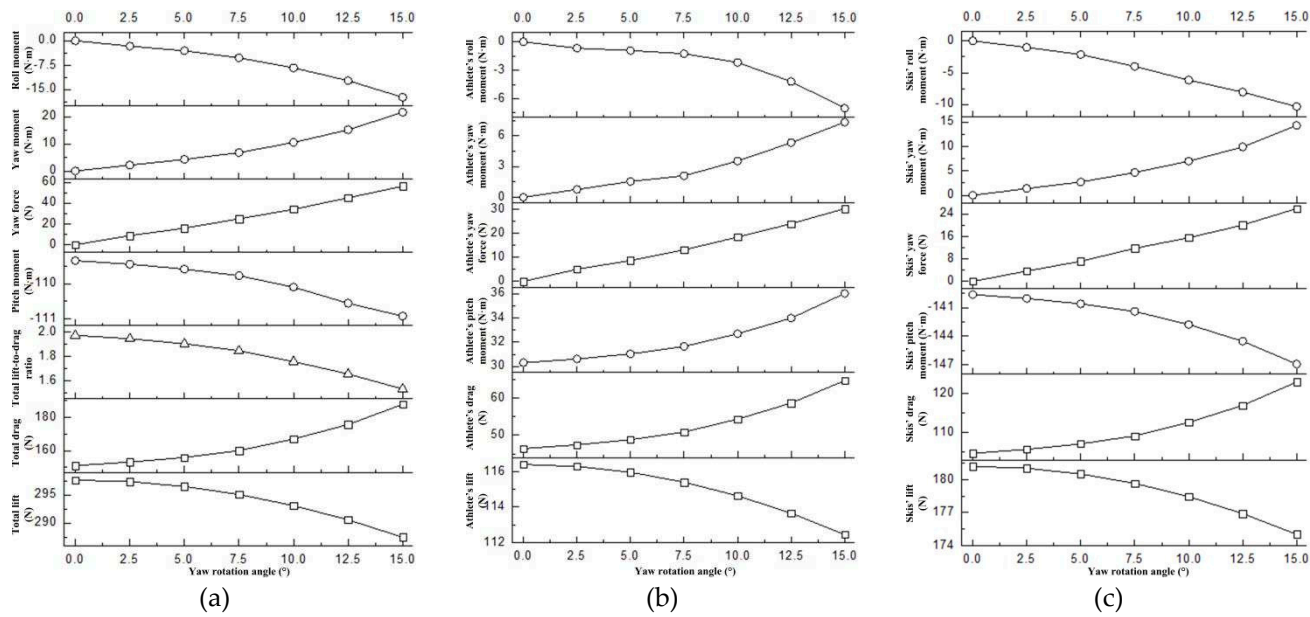 0.0 2.5 5.0 7.5 10.0 12.5 15.0
Roll moment
(N·m)
0.0
-7.5
-15.0
Yaw moment
(N·m)
20
10
0
Yaw force
(N)
60
40
20
0
Pitch moment
(N·m)
-110
-111
Total lift-to-drag
ratio
2.0
1.8
1.6
Total drag
(N)
180
160
Total lift
(N)
295
290
0.0 2.5 5.0 7.5 10.0 12.5 15.0
Yaw rotation angle (°)
(a)
0.0 2.5 5.0 7.5 10.0 12.5 15.0
Athlete's roll
moment (N·m)
0
-3
-6
Athlete's yaw
moment (N·m)
6
3
0
Athlete's yaw
force (N)
30
20
10
0
Athlete's pitch
moment (N·m)
36
34
32
30
Athlete's drag
(N)
60
50
Athlete's lift
(N)
116
114
112
0.0 2.5 5.0 7.5 10.0 12.5 15.0
Yaw rotation angle (°)
(b)
0.0 2.5 5.0 7.5 10.0 12.5 15.0
Skis' roll
moment (N·m)
0
-5
-10
Skis' yaw
moment (N·m)
15
10
5
0
Skis' yaw
force (N)
24
16
8
0
Skis' pitch
moment (N·m)
-141
-144
-147
Skis' drag
(N)
120
110
Skis' lift
(N)
180
177
174
0.0 2.5 5.0 7.5 10.0 12.5 15.0
Yaw rotation angle (°)
(c)